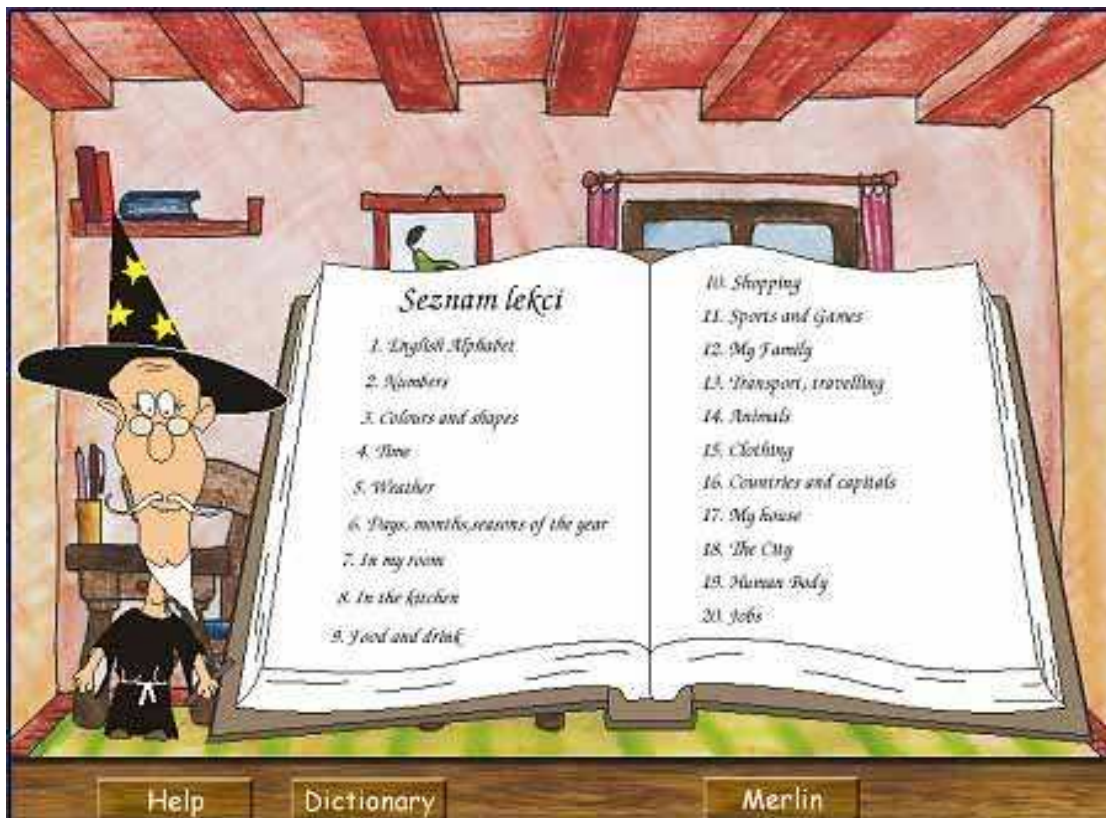 Seznam lekcí
1. English Alphabet
2. Numbers
3. Colours and shapes
4. Time
5. Weather
6. Days, months,seasons of the year
7. In my room
8. In the kitchen
9. Food and drink
10. Shopping
11. Sports and Games
12. My Family
13. Transport, travelling
14. Animals
15. Clothing
16. Countries and capitals
17. My house
18. The City
19. Human Body
20. Jobs
Help
Dictionary
Merlin